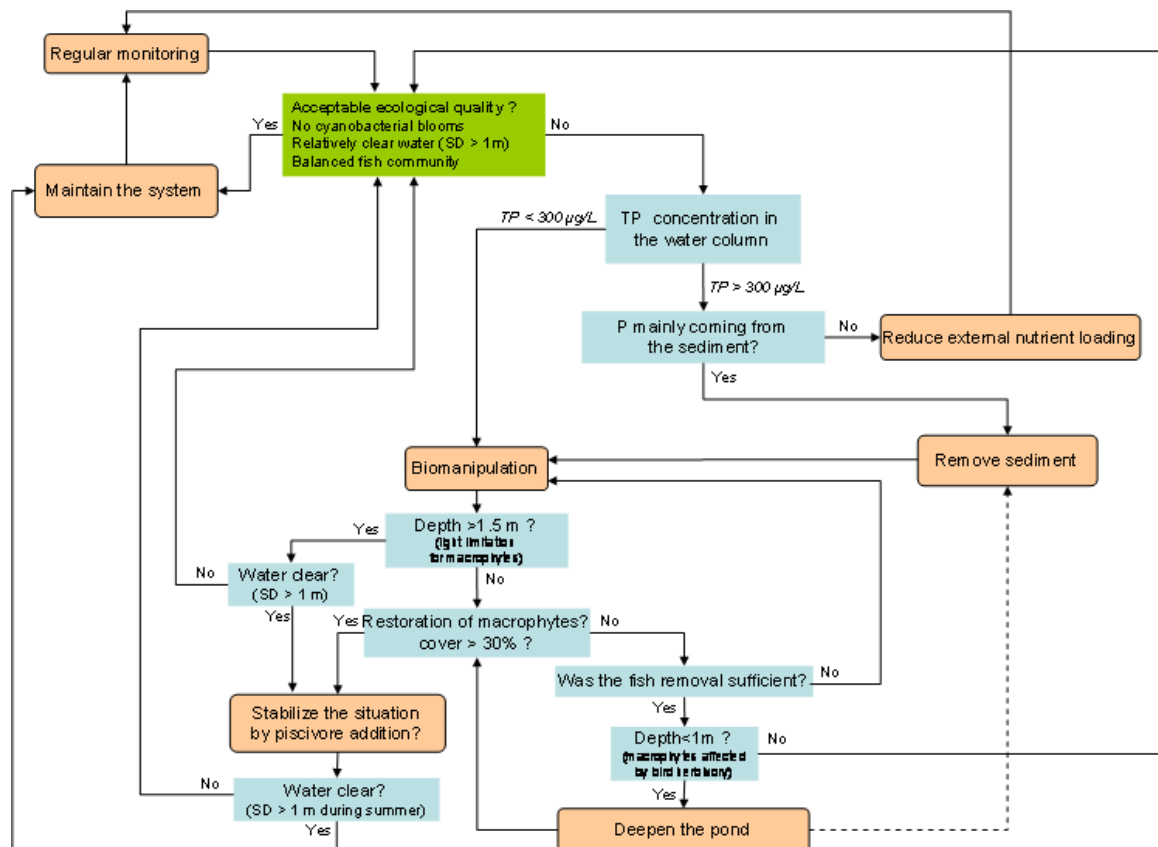 Regular monitoring
Acceptable ecological quality ?
No cyanobacterial blooms
Relatively clear water (SD > 1m)
Balanced fish community
Yes
No
Maintain the system
TP < 300 µg/L
TP concentration in
the water column
TP > 300 µg/L
P mainly coming from
the sediment?
No
Reduce external nutrient loading
Yes
Biomanipulation
Remove sediment
Yes
Depth >1.5 m ?
(light limitation
for macrophytes)
No
Water clear?
(SD > 1 m)
No
Yes
Yes
Restoration of macrophytes?
cover > 30% ?
No
Was the fish removal sufficient?
No
Yes
Stabilize the situation
by piscivore addition?
Depth<1m ?
(macrophytes affected
by bird herbivory)
No
No
Water clear?
(SD > 1 m during summer)
Yes
Yes
Deepen the pond